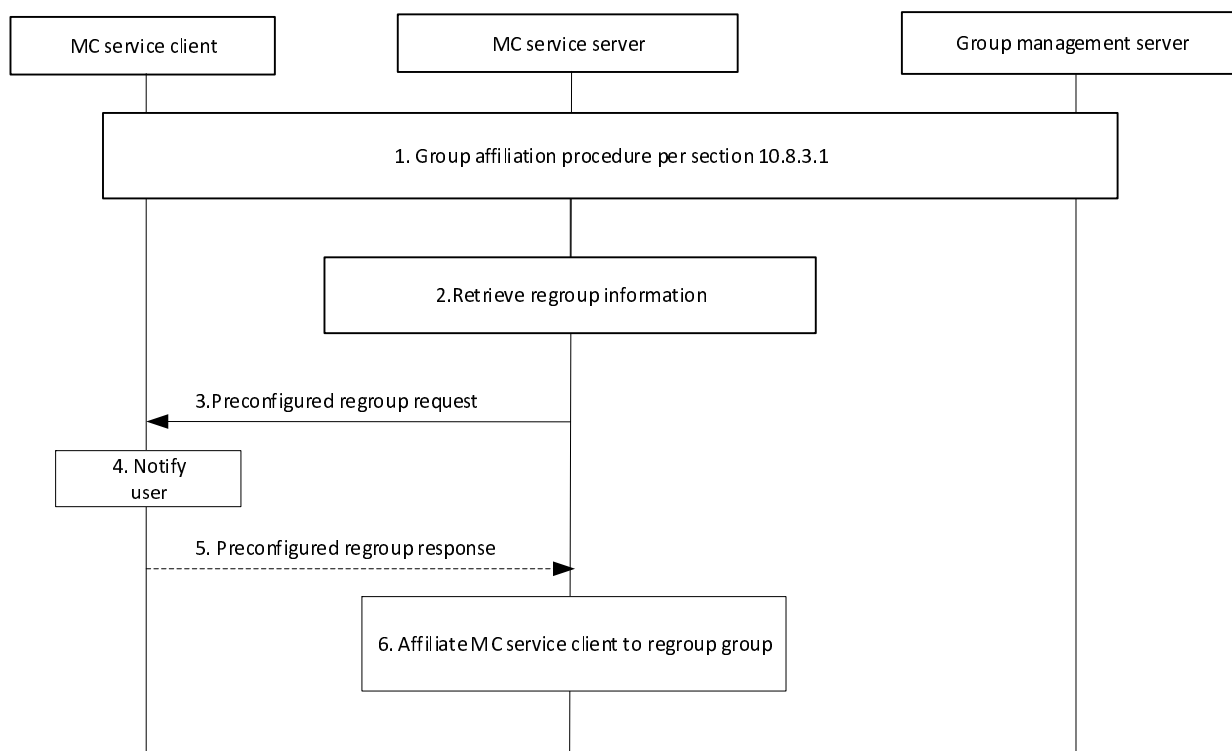 MC service client
MC service server
Group management server
1. Group affiliation procedure per section 10.8.3.1
2.Retrieve regroup information
3.Preconfigured regroup request
4. Notify
user
5. Preconfigured regroup response
6. Affiliate MC service client to regroup group